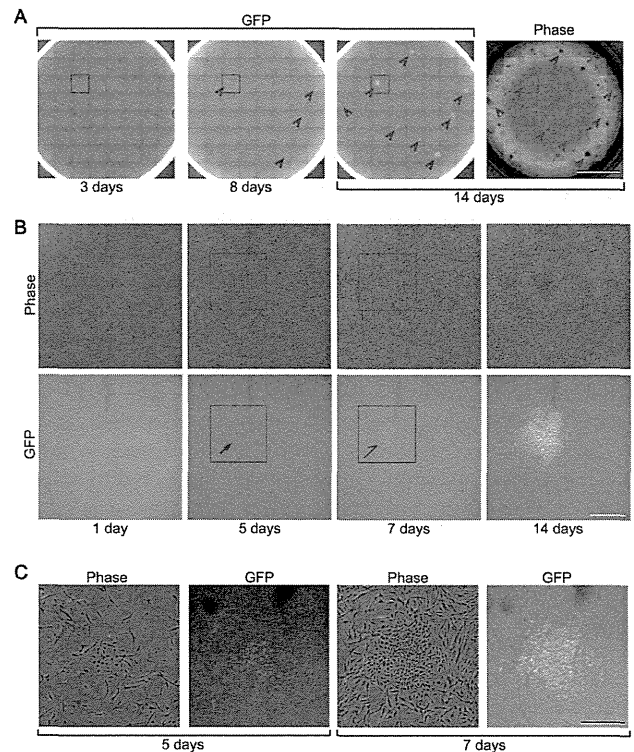 A
GFP
Phase
3 days
8 days
14 days
B
Phase
GFP
1 day
5 days
7 days
14 days
C
Phase
GFP
Phase
GFP
5 days
7 days